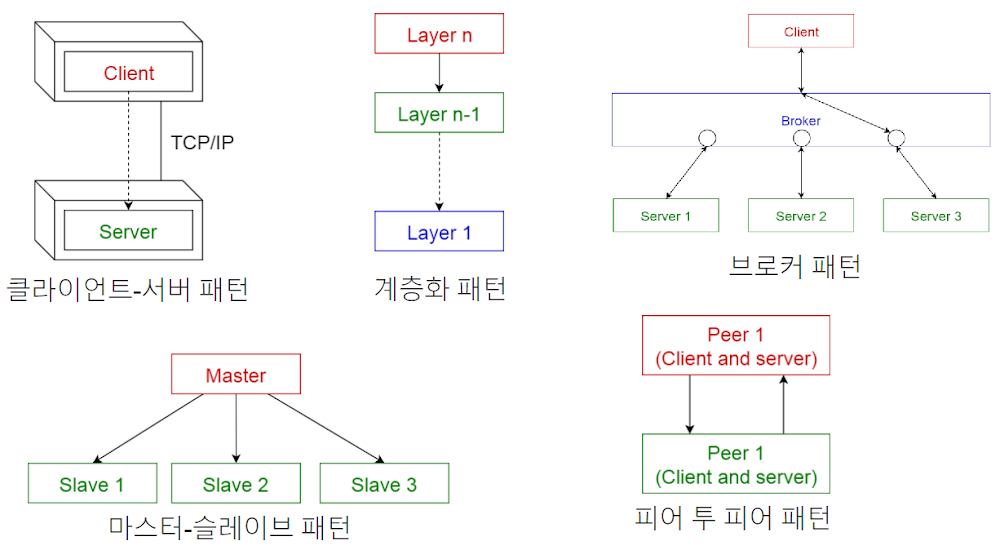 Client
TCP/IP
Server
클라이언트-서버 패턴
Layer n
Layer n-1
Layer 1
계층화 패턴
Client
Broker
Server 1
Server 2
Server 3
브로커 패턴
Master
Slave 1
Slave 2
Slave 3
마스터-슬레이브 패턴
Peer 1
(Client and server)
Peer 1
(Client and server)
피어 투 피어 패턴